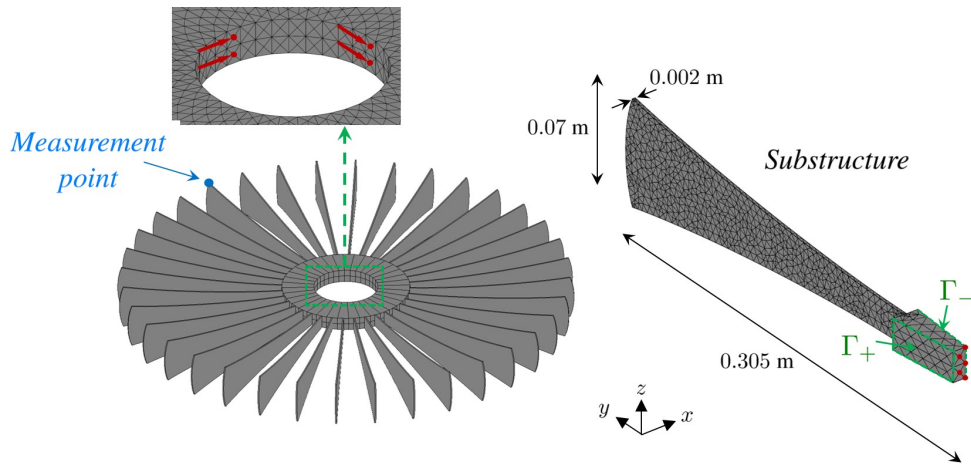 Measurement
point
0.002 m
0.07 m
Substructure
Γ−
Γ+
0.305 m
z
y
x